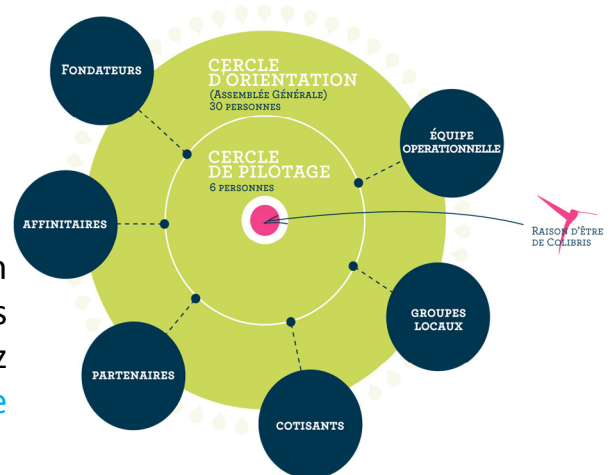 FONDATEURS
CERCLE
D'ORIENTATION
(ASSEMBLÉE GÉNÉRALE)
30 PERSONNES
ÉQUIPE
OPERATIONNELLE
CERCLE
DE PILOTAGE
6 PERSONNES
AFFINITAIRES
RAISON D'ÊTRE
DE COLIBRIS
GROUPES
LOCAUX
PARTENAIRES
COTISANTS
n
s
z
e